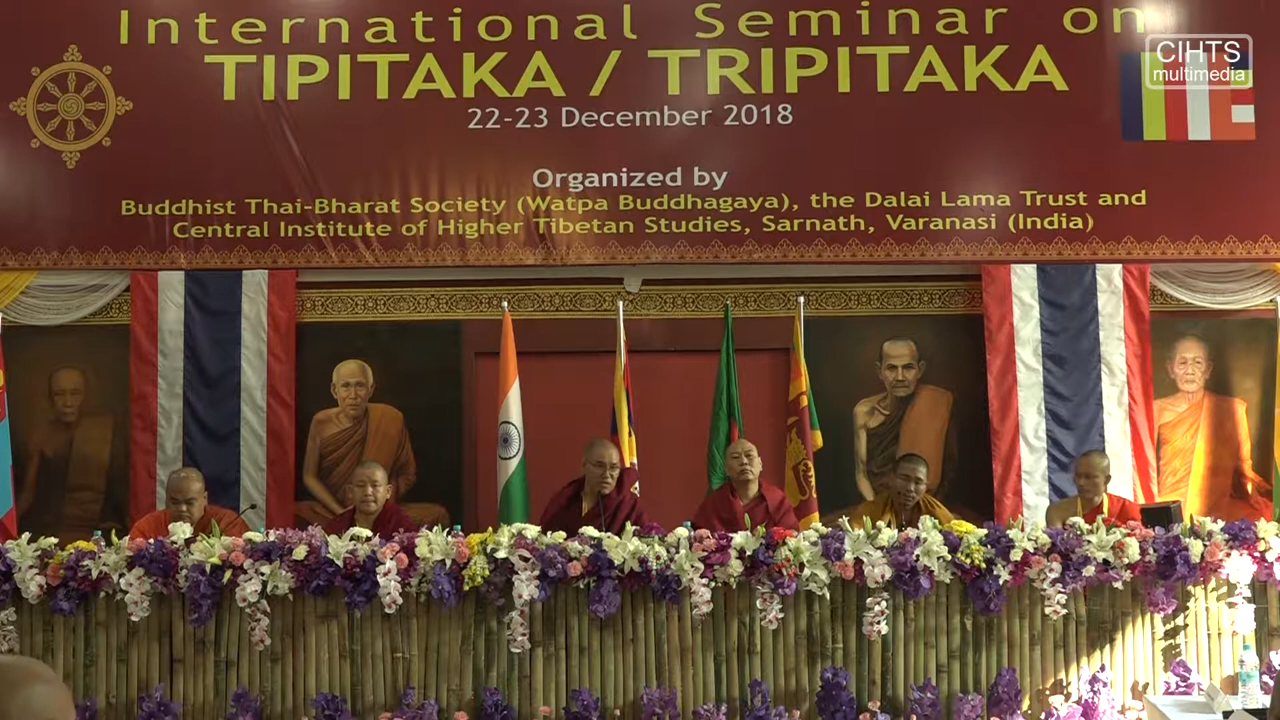 International Seminar on
TIPITAKA / TRIPITAKA
22-23 December 2018
Organized by
Buddhist Thai-Bharat Society (Watpa Buddhagaya), the Dalai Lama Trust and
Central Institute of Higher Tibetan Studies, Sarnath, Varanasi (India)
CIHTS
multimedia